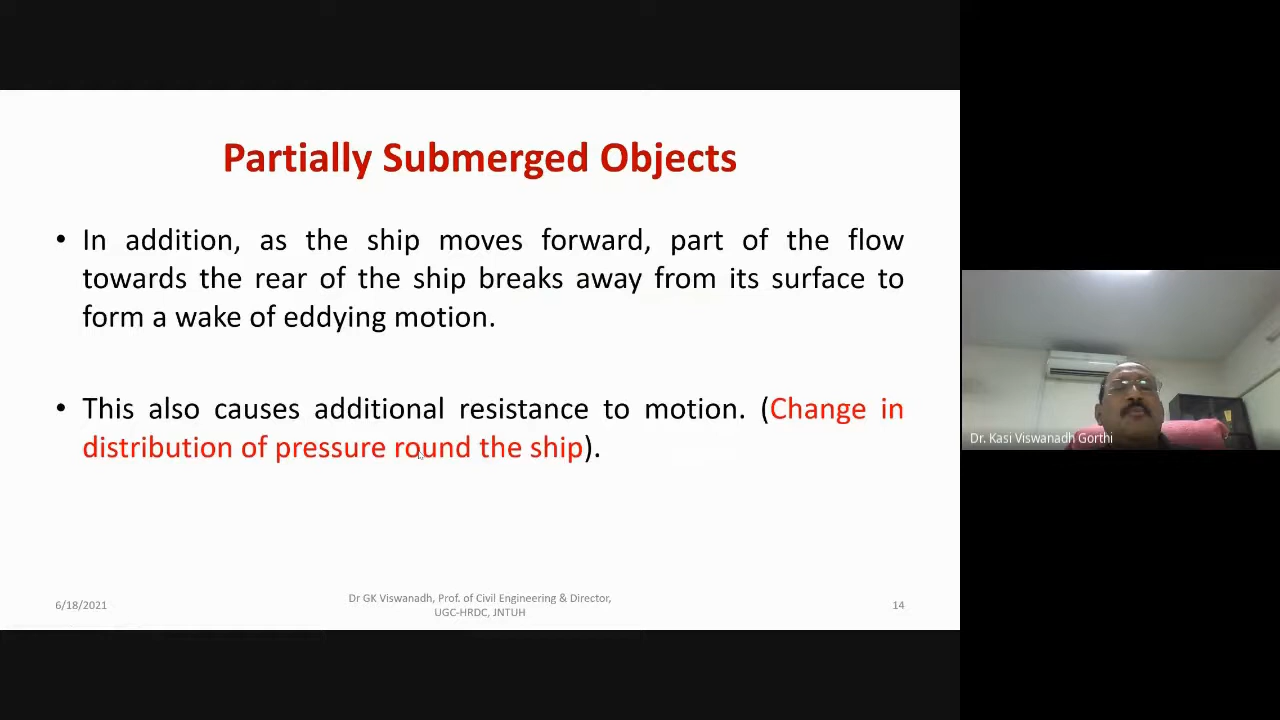 Partially Submerged Objects
• In addition, as the ship moves forward, part of the flow
towards the rear of the ship breaks away from its surface to
form a wake of eddying motion.
• This also causes additional resistance to motion. (Change in
distribution of pressure round the ship).
6/18/2021
Dr GK Viswanadh, Prof. of Civil Engineering & Director,
UGC-HRDC, JNTUH
14
Dr. Kasi Viswanadh Gorthi